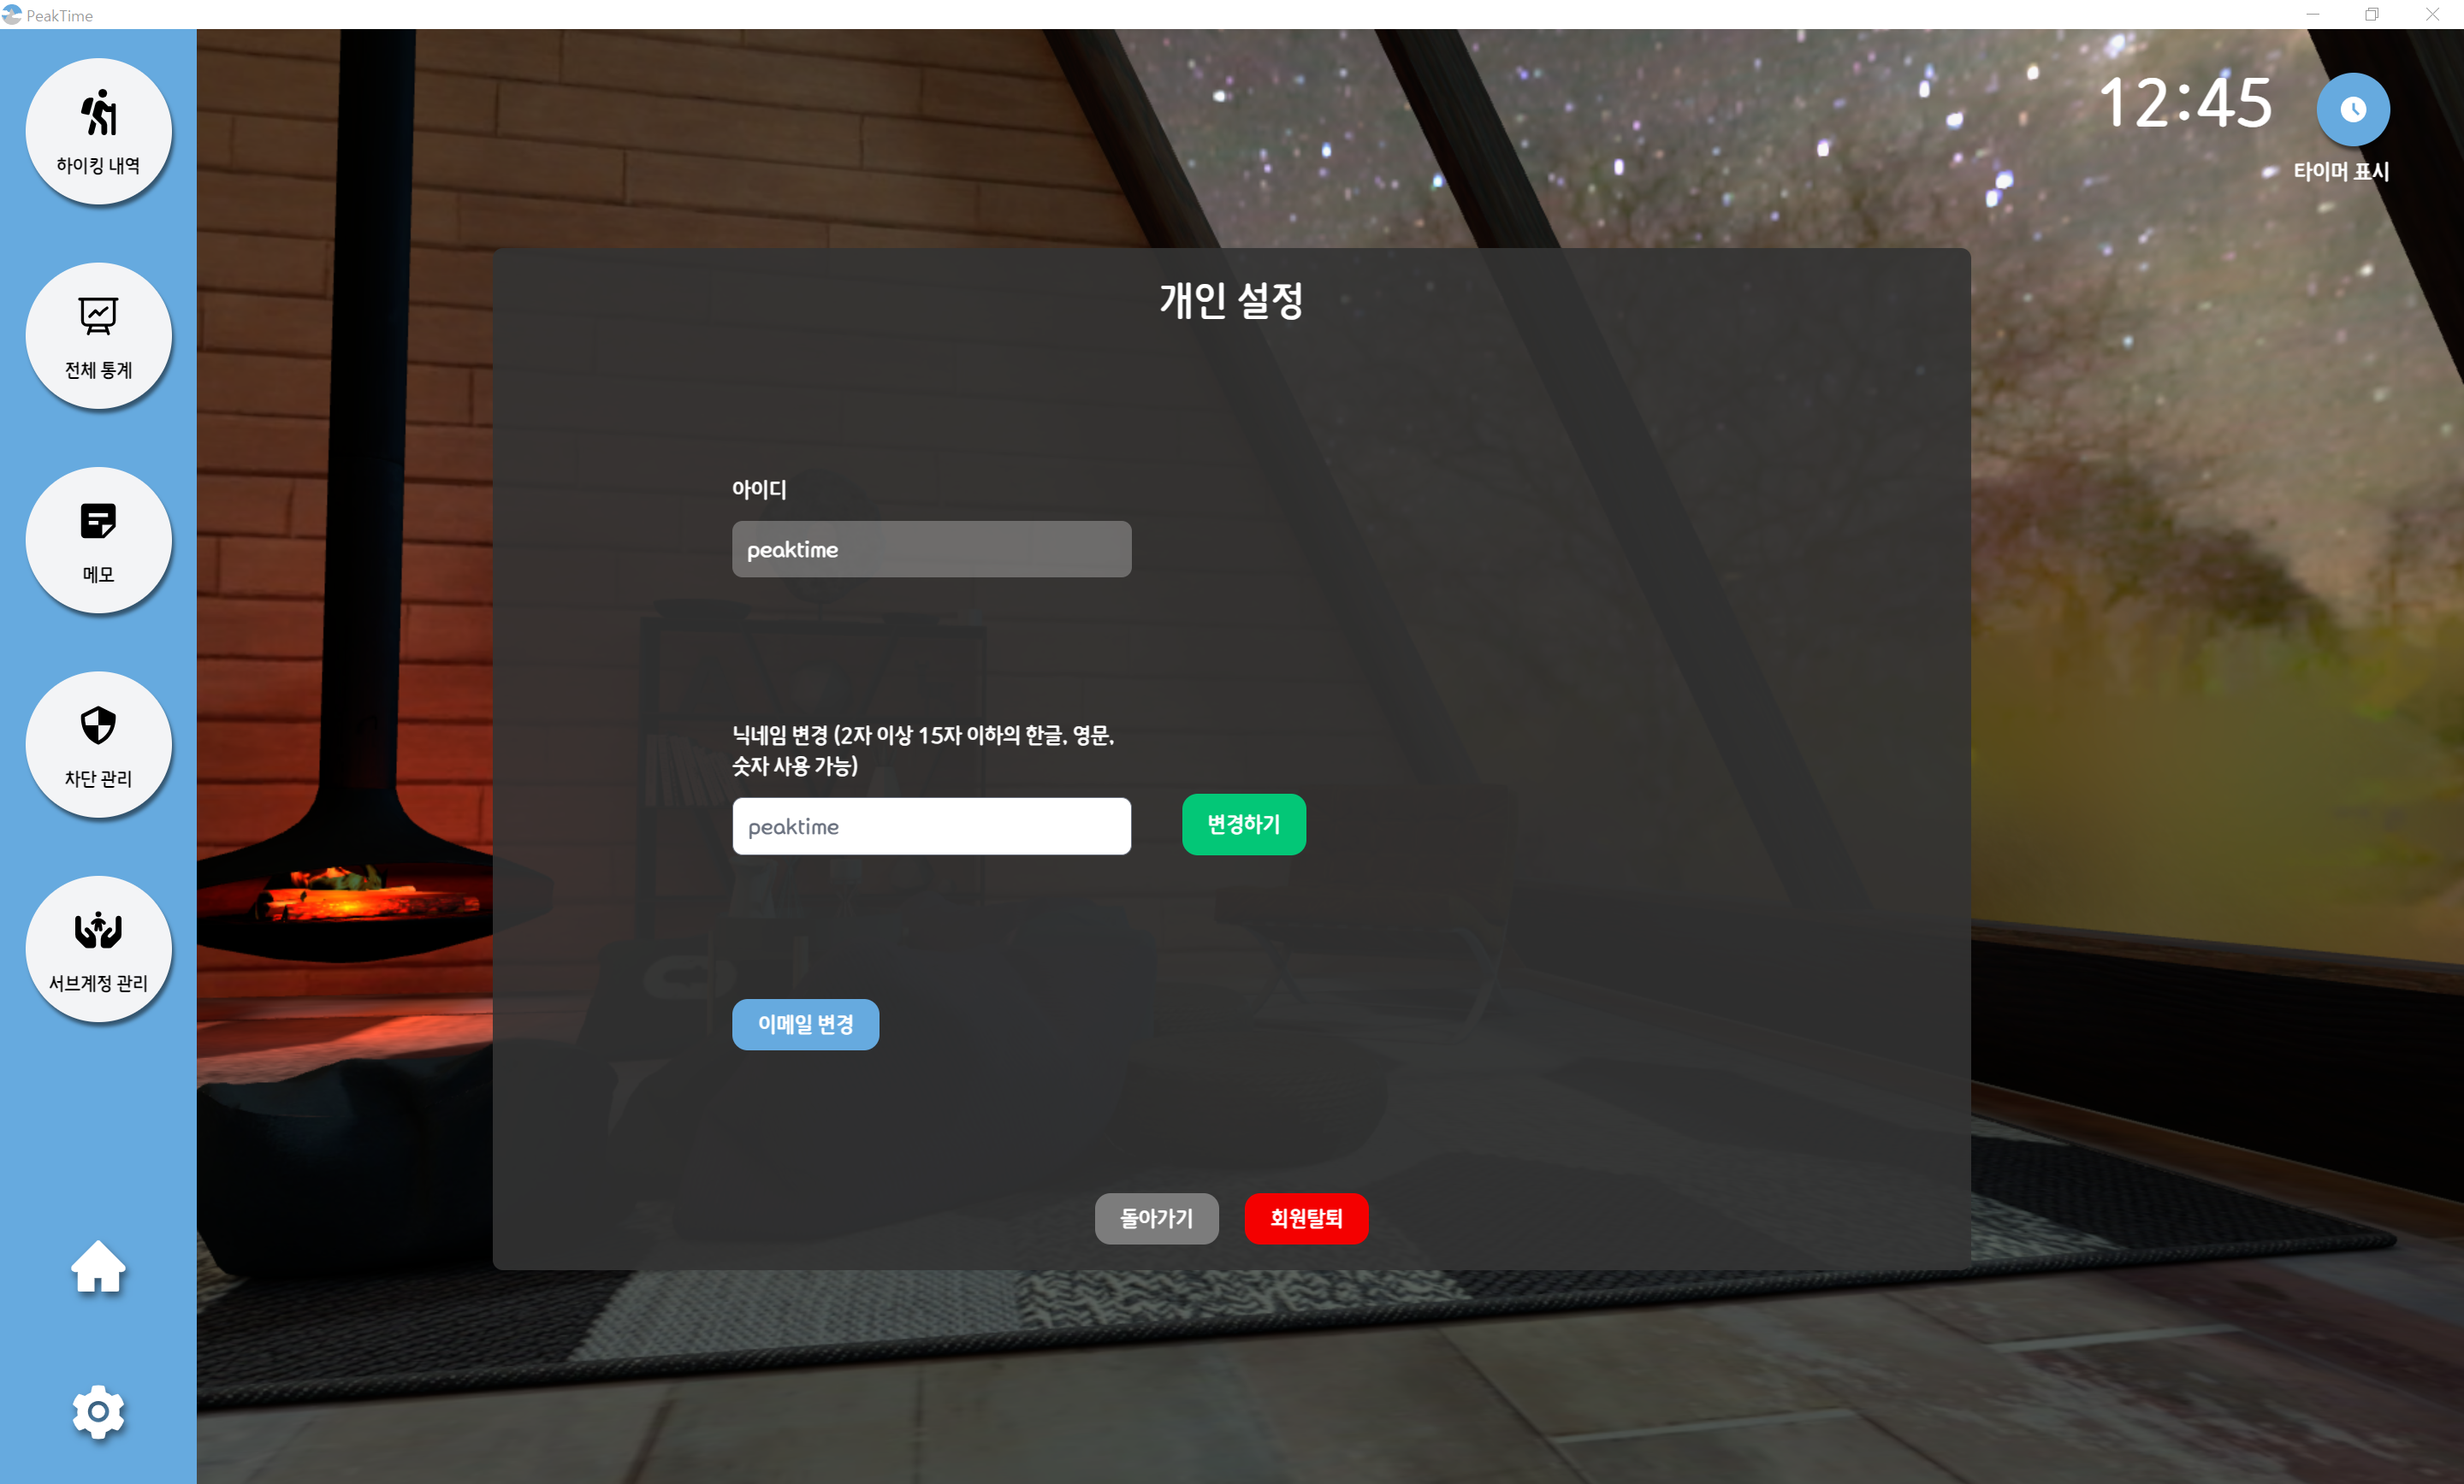 PeakTime
하이킹 내역
전체 통계
메모
차단 관리
서브계정 관리
12:45
타이머 표시
개인 설정
아이디
peaktime
닉네임 변경 (2자 이상 15자 이하의 한글, 영문,
숫자 사용 가능)
peaktime
변경하기
이메일 변경
돌아가기
회원탈퇴